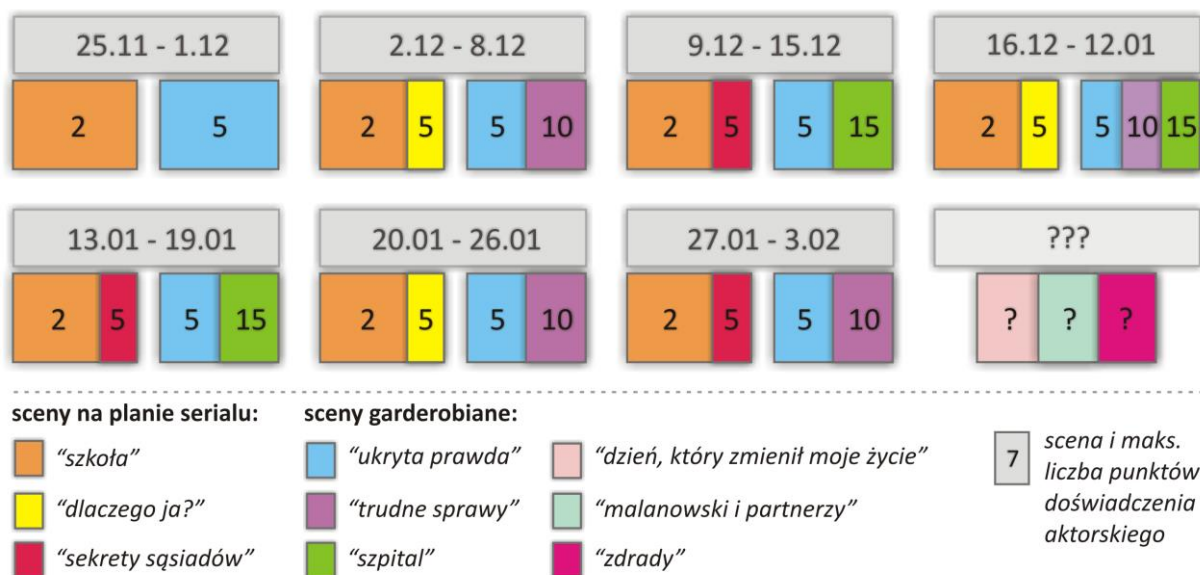 25.11 - 1.12
2.12 - 8.12
9.12 - 15.12
16.12 - 12.01
2 5
2 5 5 10
2 5 5 15
2 5 5 10 15
13.01 - 19.01
20.01 - 26.01
27.01 - 3.02
???
2 5 5 15
2 5 5 10
2 5 5 10
? ? ?
sceny na planie serialu:
“szkoła”
“dlaczego ja?”
“sekrety sąsiadów”
sceny garderobiane:
“ukryta prawda”
“trudne sprawy”
“szpital”
“dzień, który zmienił moje życie”
“malanowski i partnerzy”
“zdrady”
7
scena i maks.
liczba punktów
doświadczenia
aktorskiego